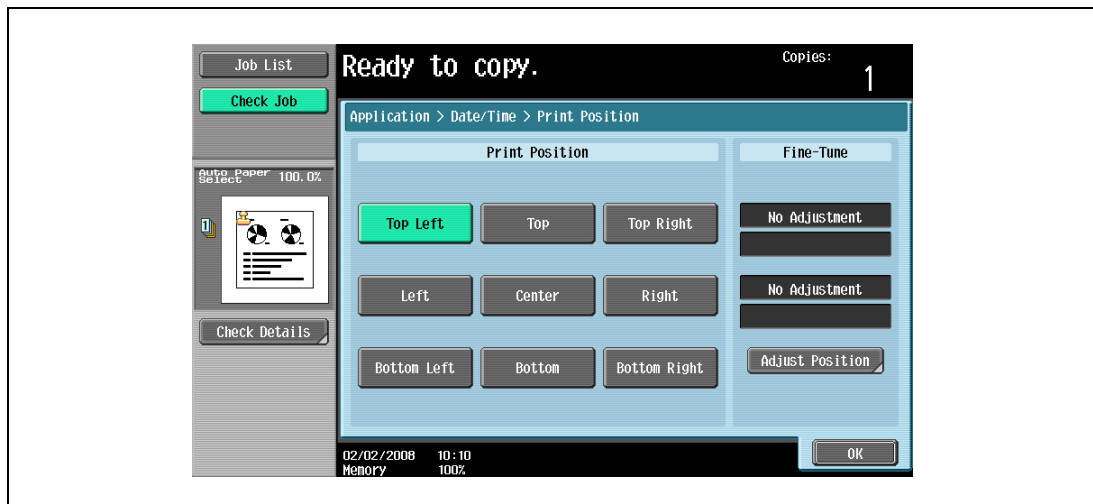 Job List
Check Job
Ready to copy.
Copies:
1
Application > Date/Time > Print Position
Print Position
Fine-Tune
Auto Paper
Select
100.0%
1
Top Left
Top
Top Right
No Adjustment
Left
Center
Right
No Adjustment
Check Details
Bottom Left
Bottom
Bottom Right
Adjust Position
02/02/2008 10:10
Memory 100%
OK